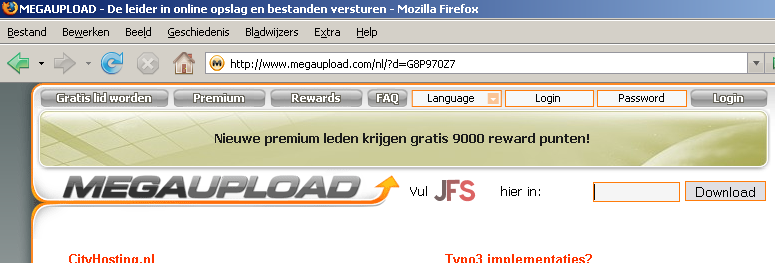 MEGAUPLOAD - De leider in online opslag en bestanden versturen - Mozilla Firefox
Bestand Bewerken Beeld Geschiedenis Bladwijzers Extra Help
http://www.megaupload.com/nl/?d=G8P970Z7
Gratis lid worden Premium Rewards FAQ Language Login Password Login
Nieuwe premium leden krijgen gratis 9000 reward punten!
MEGAUPLOAD Vul JFS hier in: Download
CityHosting.nl Typo3 implementaties?